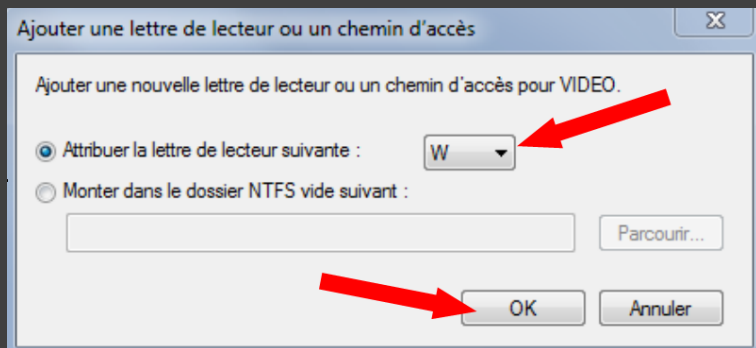 Ajouter une lettre de lecteur ou un chemin d'accès
Ajouter une nouvelle lettre de lecteur ou un chemin d'accès pour VIDEO.
Attribuer la lettre de lecteur suivante : W
Monter dans le dossier NTFS vide suivant :
Parcourir...
OK Annuler